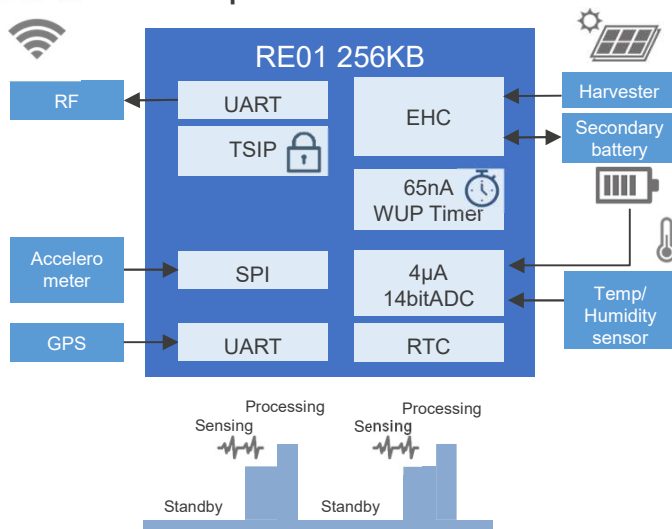 RE01 256KB
RF
UART
TSIP
EHC
Harvester
Secondary
battery
65nA
WUP Timer
Accelero
meter
SPI
4µA
14bitADC
Temp/
Humidity
sensor
GPS
UART
RTC
Processing
Sensing
Processing
Sensing
Standby
Standby